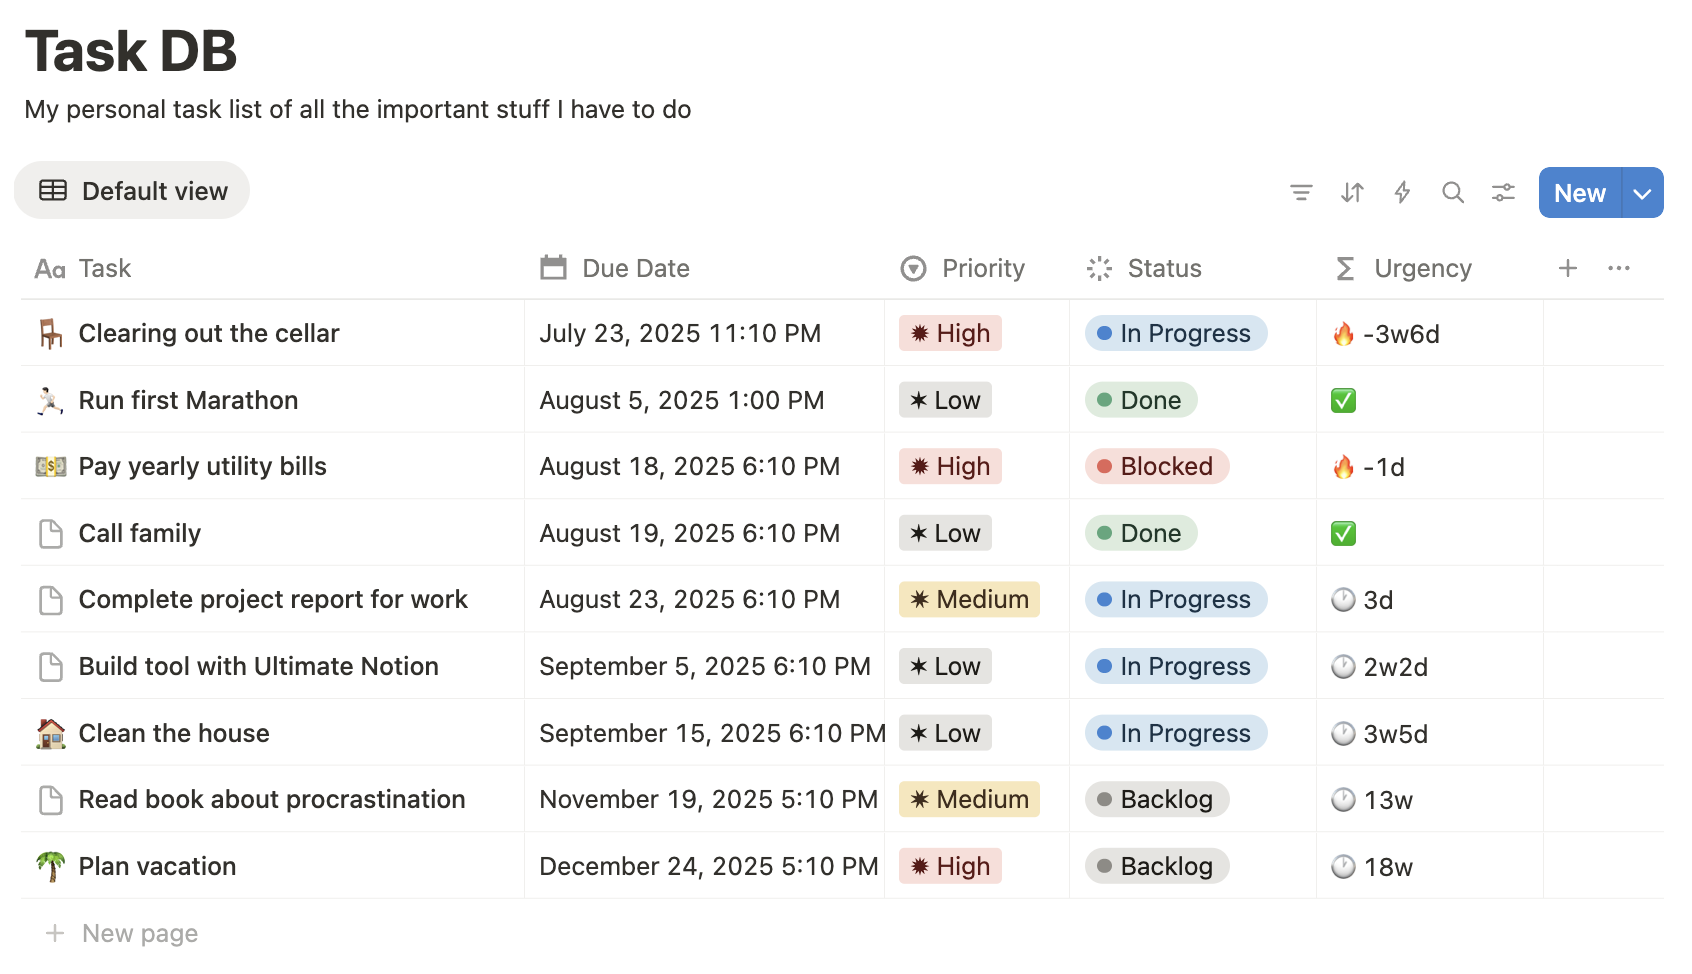 Task DB
My personal task list of all the important stuff I have to do
Default view New
Aa Task Due Date Priority Status Σ Urgency
Clearing out the cellar July 23, 2025 11:10 PM ✹ High In Progress 🔥 -3w6d
Run first Marathon August 5, 2025 1:00 PM ✶ Low Done ✅
Pay yearly utility bills August 18, 2025 6:10 PM ✹ High Blocked 🔥 -1d
Call family August 19, 2025 6:10 PM ✶ Low Done ✅
Complete project report for work August 23, 2025 6:10 PM ✷ Medium In Progress 🕐 3d
Build tool with Ultimate Notion September 5, 2025 6:10 PM ✶ Low In Progress 🕐 2w2d
Clean the house September 15, 2025 6:10 PM ✶ Low In Progress 🕐 3w5d
Read book about procrastination November 19, 2025 5:10 PM ✷ Medium Backlog 🕐 13w
Plan vacation December 24, 2025 5:10 PM ✹ High Backlog 🕐 18w
+ New page